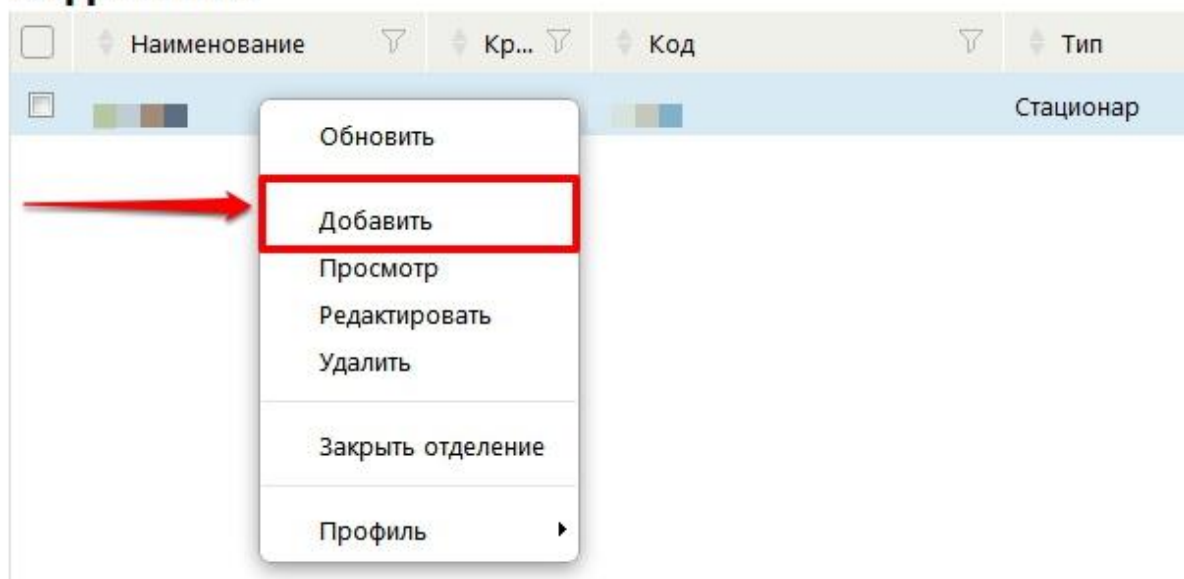 Наименование Кр... Код Тип
Стационар
Обновить
Добавить
Просмотр
Редактировать
Удалить
Закрыть отделение
Профиль